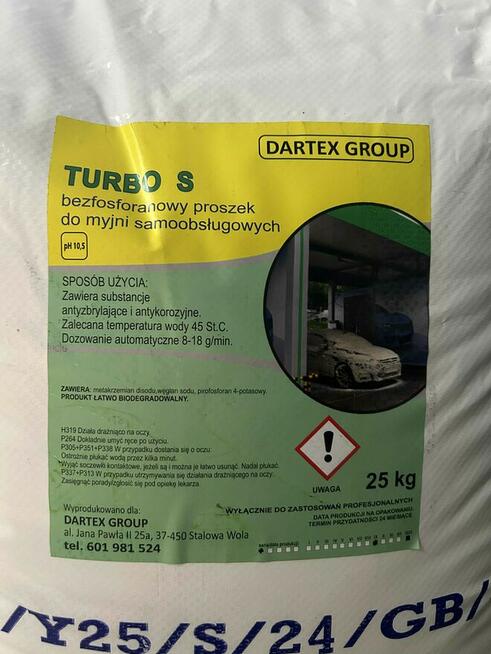 DARTEX GROUP
TURBO S
bezfosforanowy proszek
do myjni samoobsługowych
pH 10,5
SPOSÓB UŻYCIA:
Zawiera substancje
antyzbrylające i antykorozyjne.
Zalecana temperatura wody 45 St.C.
Dozowanie automatyczne 8-18 g/min.
ZAWIERA: metakrzemian disodu,węglan sodu, pirofosforan 4-potasowy.
PRODUKT ŁATWO BIODEGRADOWALNY.
H319 Działa drażniąco na oczy.
P264 Dokładnie umyć ręce po użyciu.
P305+P351+P338 W przypadku dostania się do oczu:
Ostrożnie płukać wodą przez kilka minut.
Wyjąć soczewki kontaktowe, jeżeli są i można je łatwo usunąć. Nadal płukać.
P337+P313 W przypadku utrzymywania się działania drażniącego na oczy:
Zasięgnąć porady/zgłosić się pod opiekę lekarza.
UWAGA
25 kg
WYŁĄCZNIE DO ZASTOSOWAŃ PROFESJONALNYCH
DATA PRODUKCJI NA OPAKOWANIU.
TERMIN PRZYDATNOŚCI 24 MIESIĄCE
Wyprodukowano dla:
DARTEX GROUP
al. Jana Pawła II 25a, 37-450 Stalowa Wola
tel. 601 981 524
seria/data produkcji
/Y25/S/24/GB/